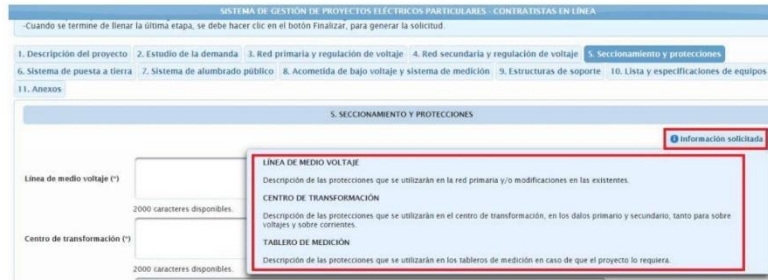 SISTEMA DE GESTIÓN DE PROYECTOS ELÉCTRICOS PARTICULARES - CONTRATISTAS EN LÍNEA
-Cuando se termine de llenar la última etapa, se debe hacer clic en el botón Finalizar, para generar la solicitud.
1. Descripción del proyecto 2. Estudio de la demanda 3. Red primaria y regulación de voltaje 4. Red secundaria y regulación de voltaje 5. Seccionamiento y protecciones
6. Sistema de puesta a tierra 7. Sistema de alumbrado público 8. Acometida de bajo voltaje y sistema de medición 9. Estructuras de soporte 10. Lista y especificaciones de equipos
11. Anexos
5. SECCIONAMIENTO Y PROTECCIONES
Información solicitada
LÍNEA DE MEDIO VOLTAJE
Línea de medio voltaje (*)
Descripción de las protecciones que se utilizarán en la red primaria y/o modificaciones en las existentes.
CENTRO DE TRANSFORMACIÓN
2000 caracteres disponibles.
Descripción de las protecciones que se utilizarán en el centro de transformación, en los dalos primario y secundario, tanto para sobre
voltajes y sobre corrientes.
Centro de transformación (*)
TABLERO DE MEDICIÓN
Descripción de las protecciones que se utilizarán en los tableros de medición en caso de que el proyecto lo requiera.
2000 caracteres disponibles.